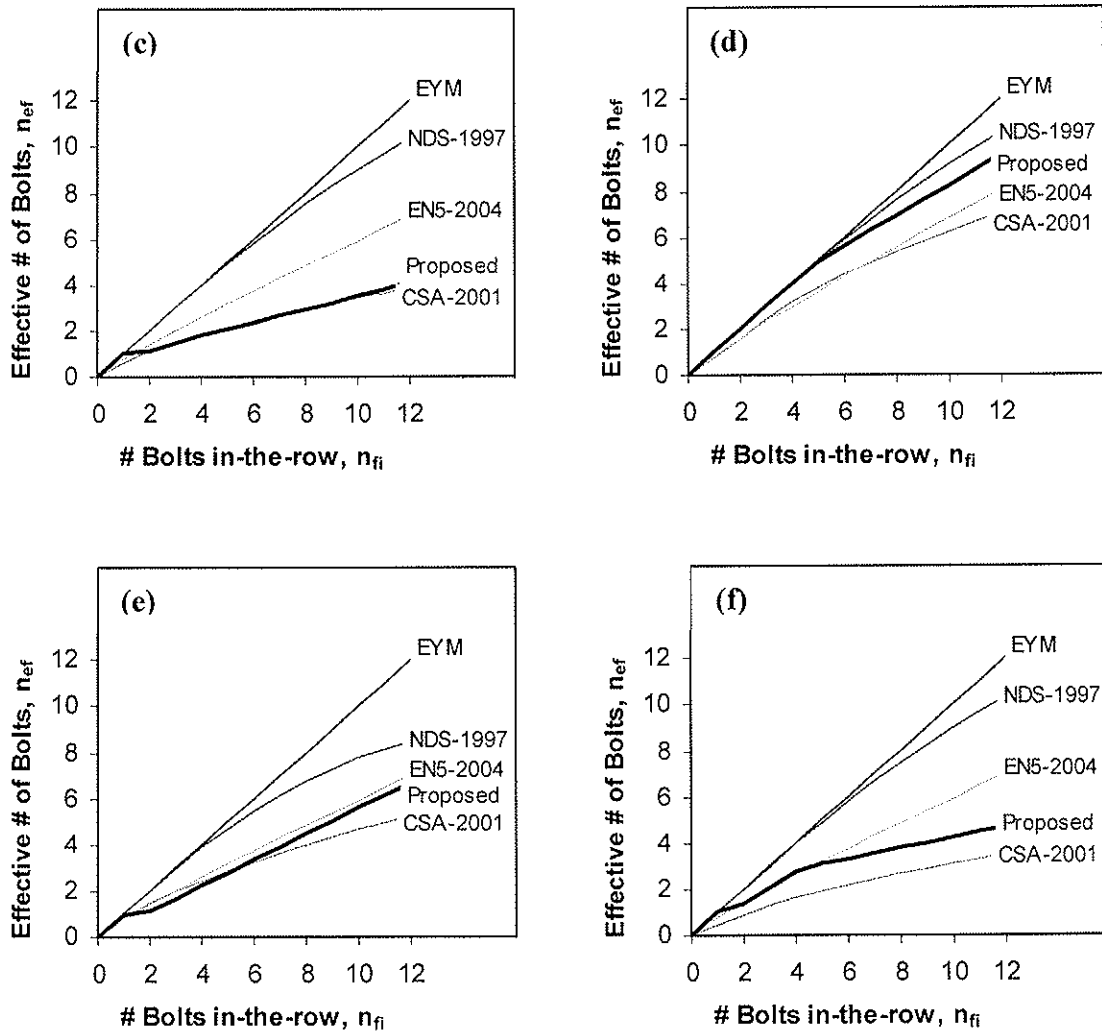 (c)
EYM
NDS-1997
EN5-2004
Proposed
CSA-2001
Effective # of Bolts, nef
12
10
8
6
4
2
0
0 2 4 6 8 10 12
# Bolts in-the-row, nfi
(d)
EYM
NDS-1997
Proposed
EN5-2004
CSA-2001
Effective # of Bolts, nef
12
10
8
6
4
2
0
0 2 4 6 8 10 12
# Bolts in-the-row, nfi
(e)
EYM
NDS-1997
EN5-2004
Proposed
CSA-2001
Effective # of Bolts, nef
12
10
8
6
4
2
0
0 2 4 6 8 10 12
# Bolts in-the-row, nfi
(f)
EYM
NDS-1997
EN5-2004
Proposed
CSA-2001
Effective # of Bolts, nef
12
10
8
6
4
2
0
0 2 4 6 8 10 12
# Bolts in-the-row, nfi